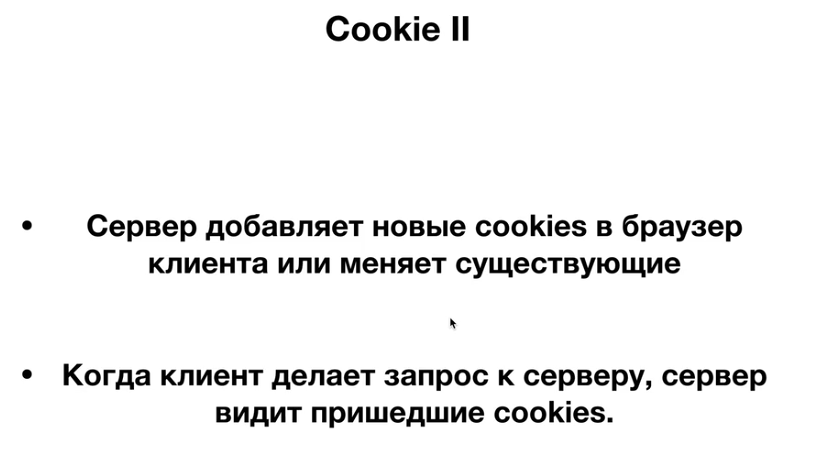 Cookie II
• Сервер добавляет новые cookies в браузер
клиента или меняет существующие
• Когда клиент делает запрос к серверу, сервер
видит пришедшие cookies.